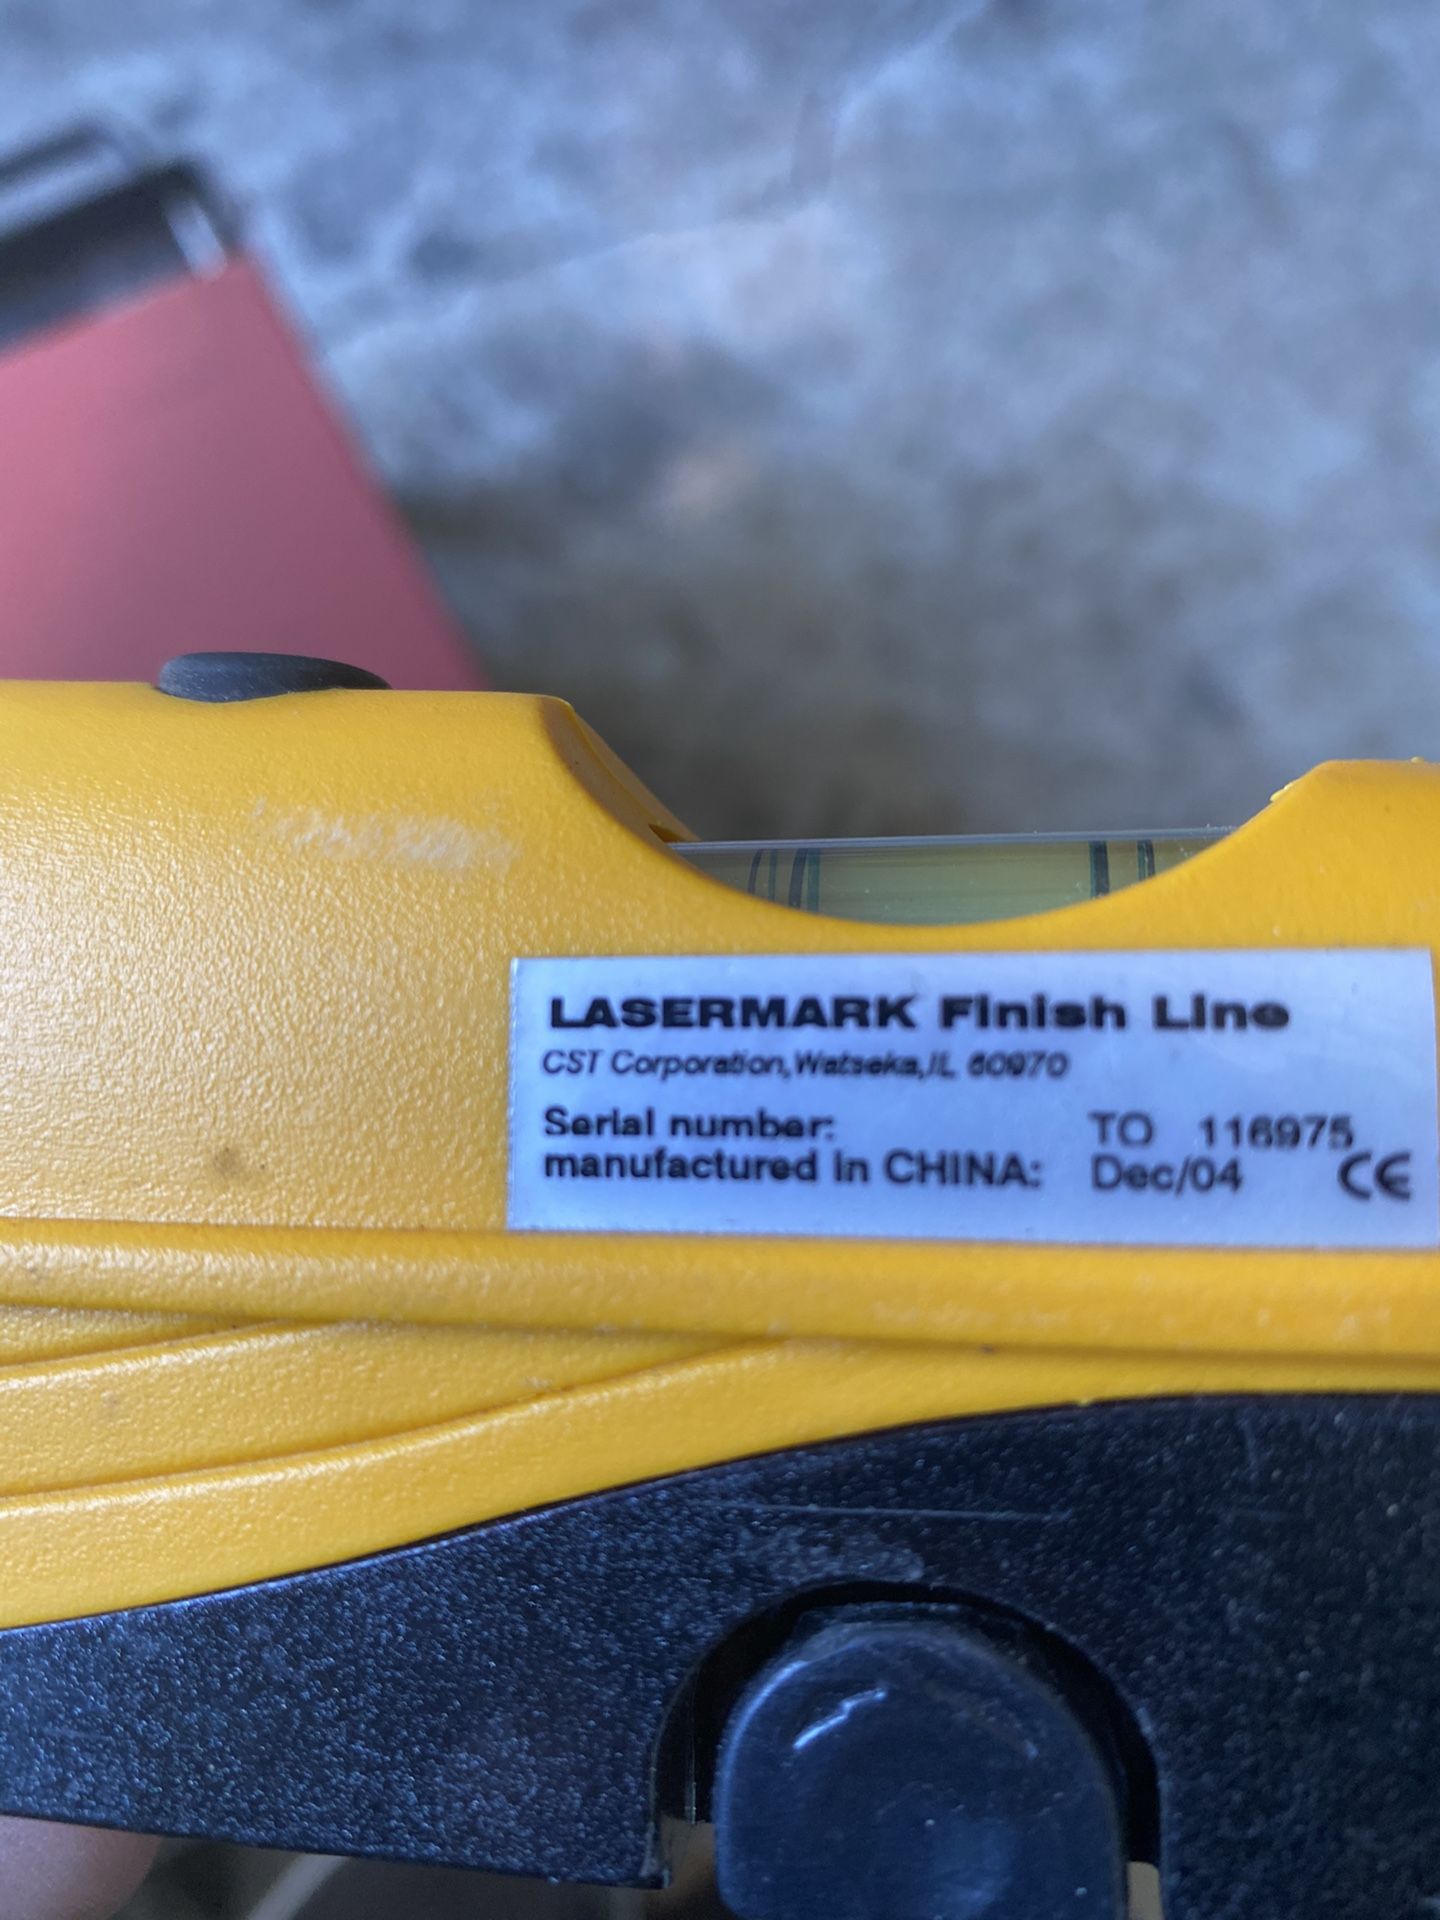 LASERMARK Finish Line
CST Corporation, Watseka, IL 60970
Serial number: TO 116975
manufactured in CHINA: Dec/04 CE